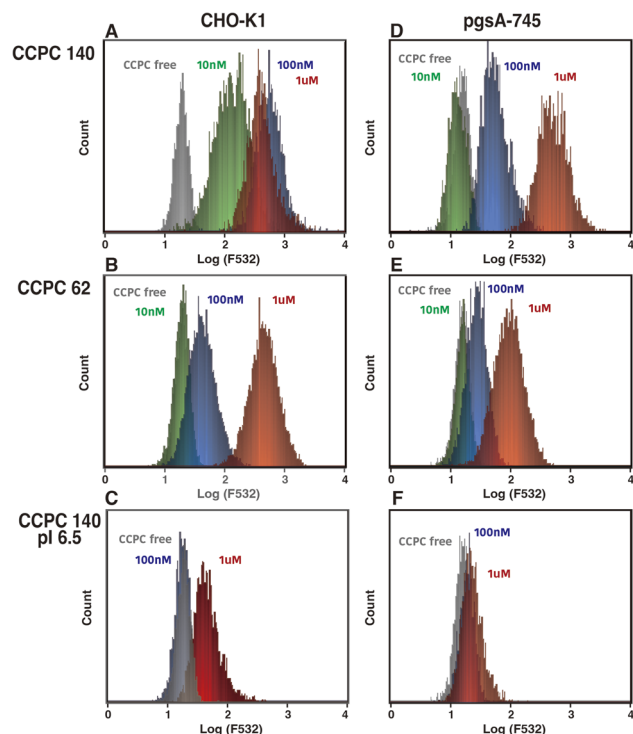 CHO-K1
pgsA-745
CCPC 140
A
CCPC free
10nM
100nM
1uM
Count
0 1 2 3 4
Log (F532)
D
CCPC free
10nM
100nM
1uM
Count
0 1 2 3 4
Log (F532)
CCPC 62
B
CCPC free
10nM
100nM
1uM
Count
0 1 2 3 4
Log (F532)
E
CCPC free
10nM
100nM
1uM
Count
0 1 2 3 4
Log (F532)
CCPC 140
pI 6.5
C
CCPC free
100nM
1uM
Count
0 1 2 3 4
Log (F532)
F
CCPC free
100nM
1uM
Count
0 1 2 3 4
Log (F532)